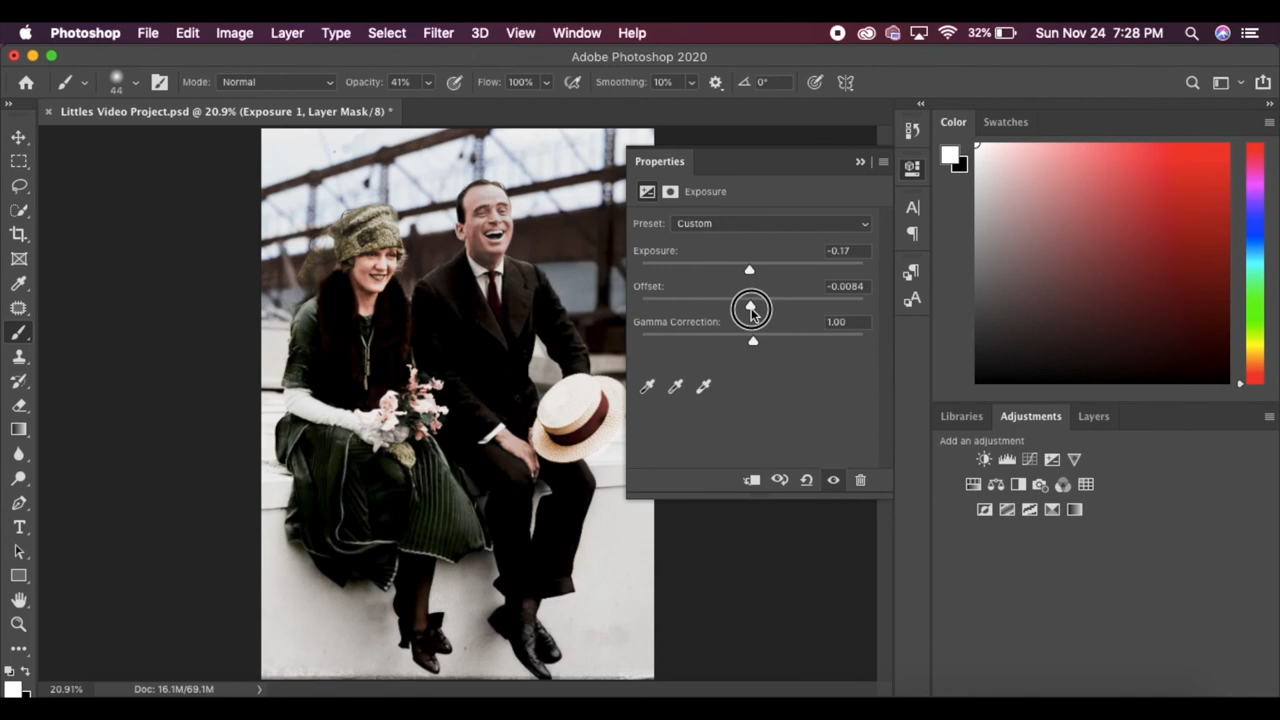 Photoshop File Edit Image Layer Type Select Filter 3D View Window Help 32% Sun Nov 24 7:28 PM
Adobe Photoshop 2020
44 Mode: Normal Opacity: 41% Flow: 100% Smoothing: 10% 0°
Littles Video Project.psd @ 20.9% (Exposure 1, Layer Mask/8) *
Color Swatches
Properties
Exposure
Preset: Custom
Exposure: -0.17
Offset: -0.0084
Gamma Correction: 1.00
Libraries Adjustments Layers
Add an adjustment
20.91% Doc: 16.1M/69.1M